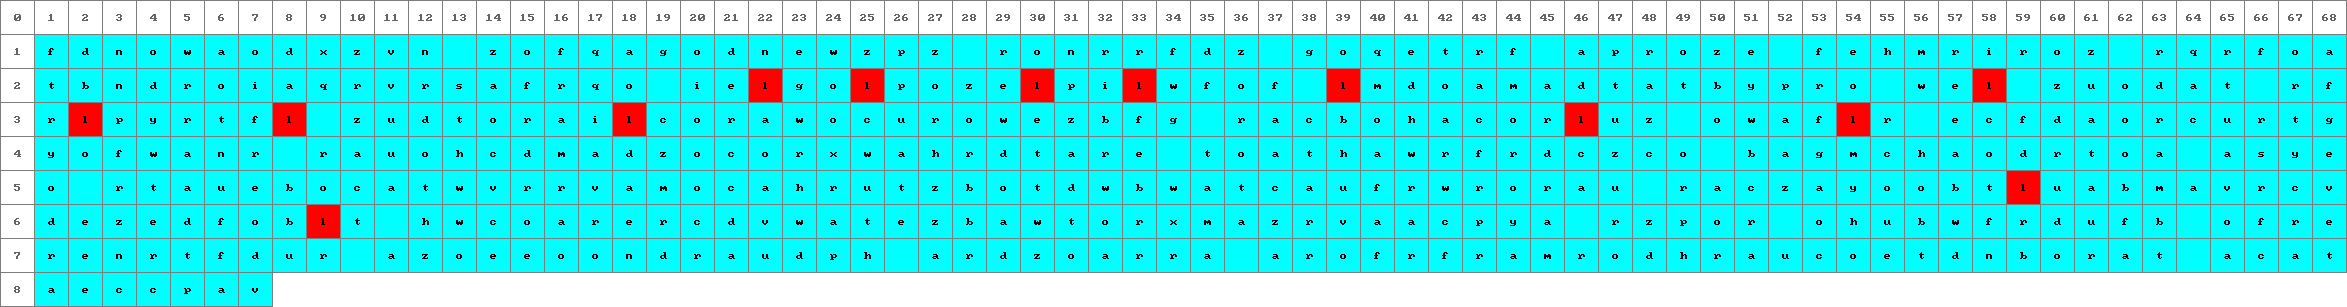 0 1 2 3 4 5 6 7 8 9 10 11 12 13 14 15 16 17 18 19 20 21 22 23 24 25 26 27 28 29 30 31 32 33 34 35 36 37 38 39 40 41 42 43 44 45 46 47 48 49 50 51 52 53 54 55 56 57 58 59 60 61 62 63 64 65 66 67 68
1 f d n o w a o d x z v n   z o f q a g o d n e w z p z   r o n r r f d z   g o q e t r f   a p r o z e   f e h m r i r o z   r q r f o a
2 t b n d r o i a q r v r s a f r q o   i e l g o l p o z e l p i l w f o f   l m d o a m a d t a t b y p r o   w e l   z u o d a t   r f
3 r l p y r t f l   z u d t o r a i l c o r a w o c u r o w e z b f g   r a c b o h a c o r l u z   o w a f l r   e c f d a o r c u r t g
4 y o f w a n r   r a u o h c d m a d z o c o r x w a h r d t a r e   t o a t h a w r f r d c z c o   b a g m c h a o d r t o a   a s y e
5 o   r t a u e b o c a t w v r r v a m o c a h r u t z b o t d w b w a t c a u f r w r o r a u   r a c z a y o o b t l u a b m a v r c v
6 d e z e d f o b l t   h w c o a r e r c d v w a t e z b a w t o r x m a z r v a a c p y a   r z p o r   o h u b w f r d u f b   o f r e
7 r e n r t f d u r   a z o e e o o n d r a u d p h   a r d z o a r r a   a r o f r f r a m r o d h r a u c o e t d n b o r a t   a c a t
8 a e c c p a v